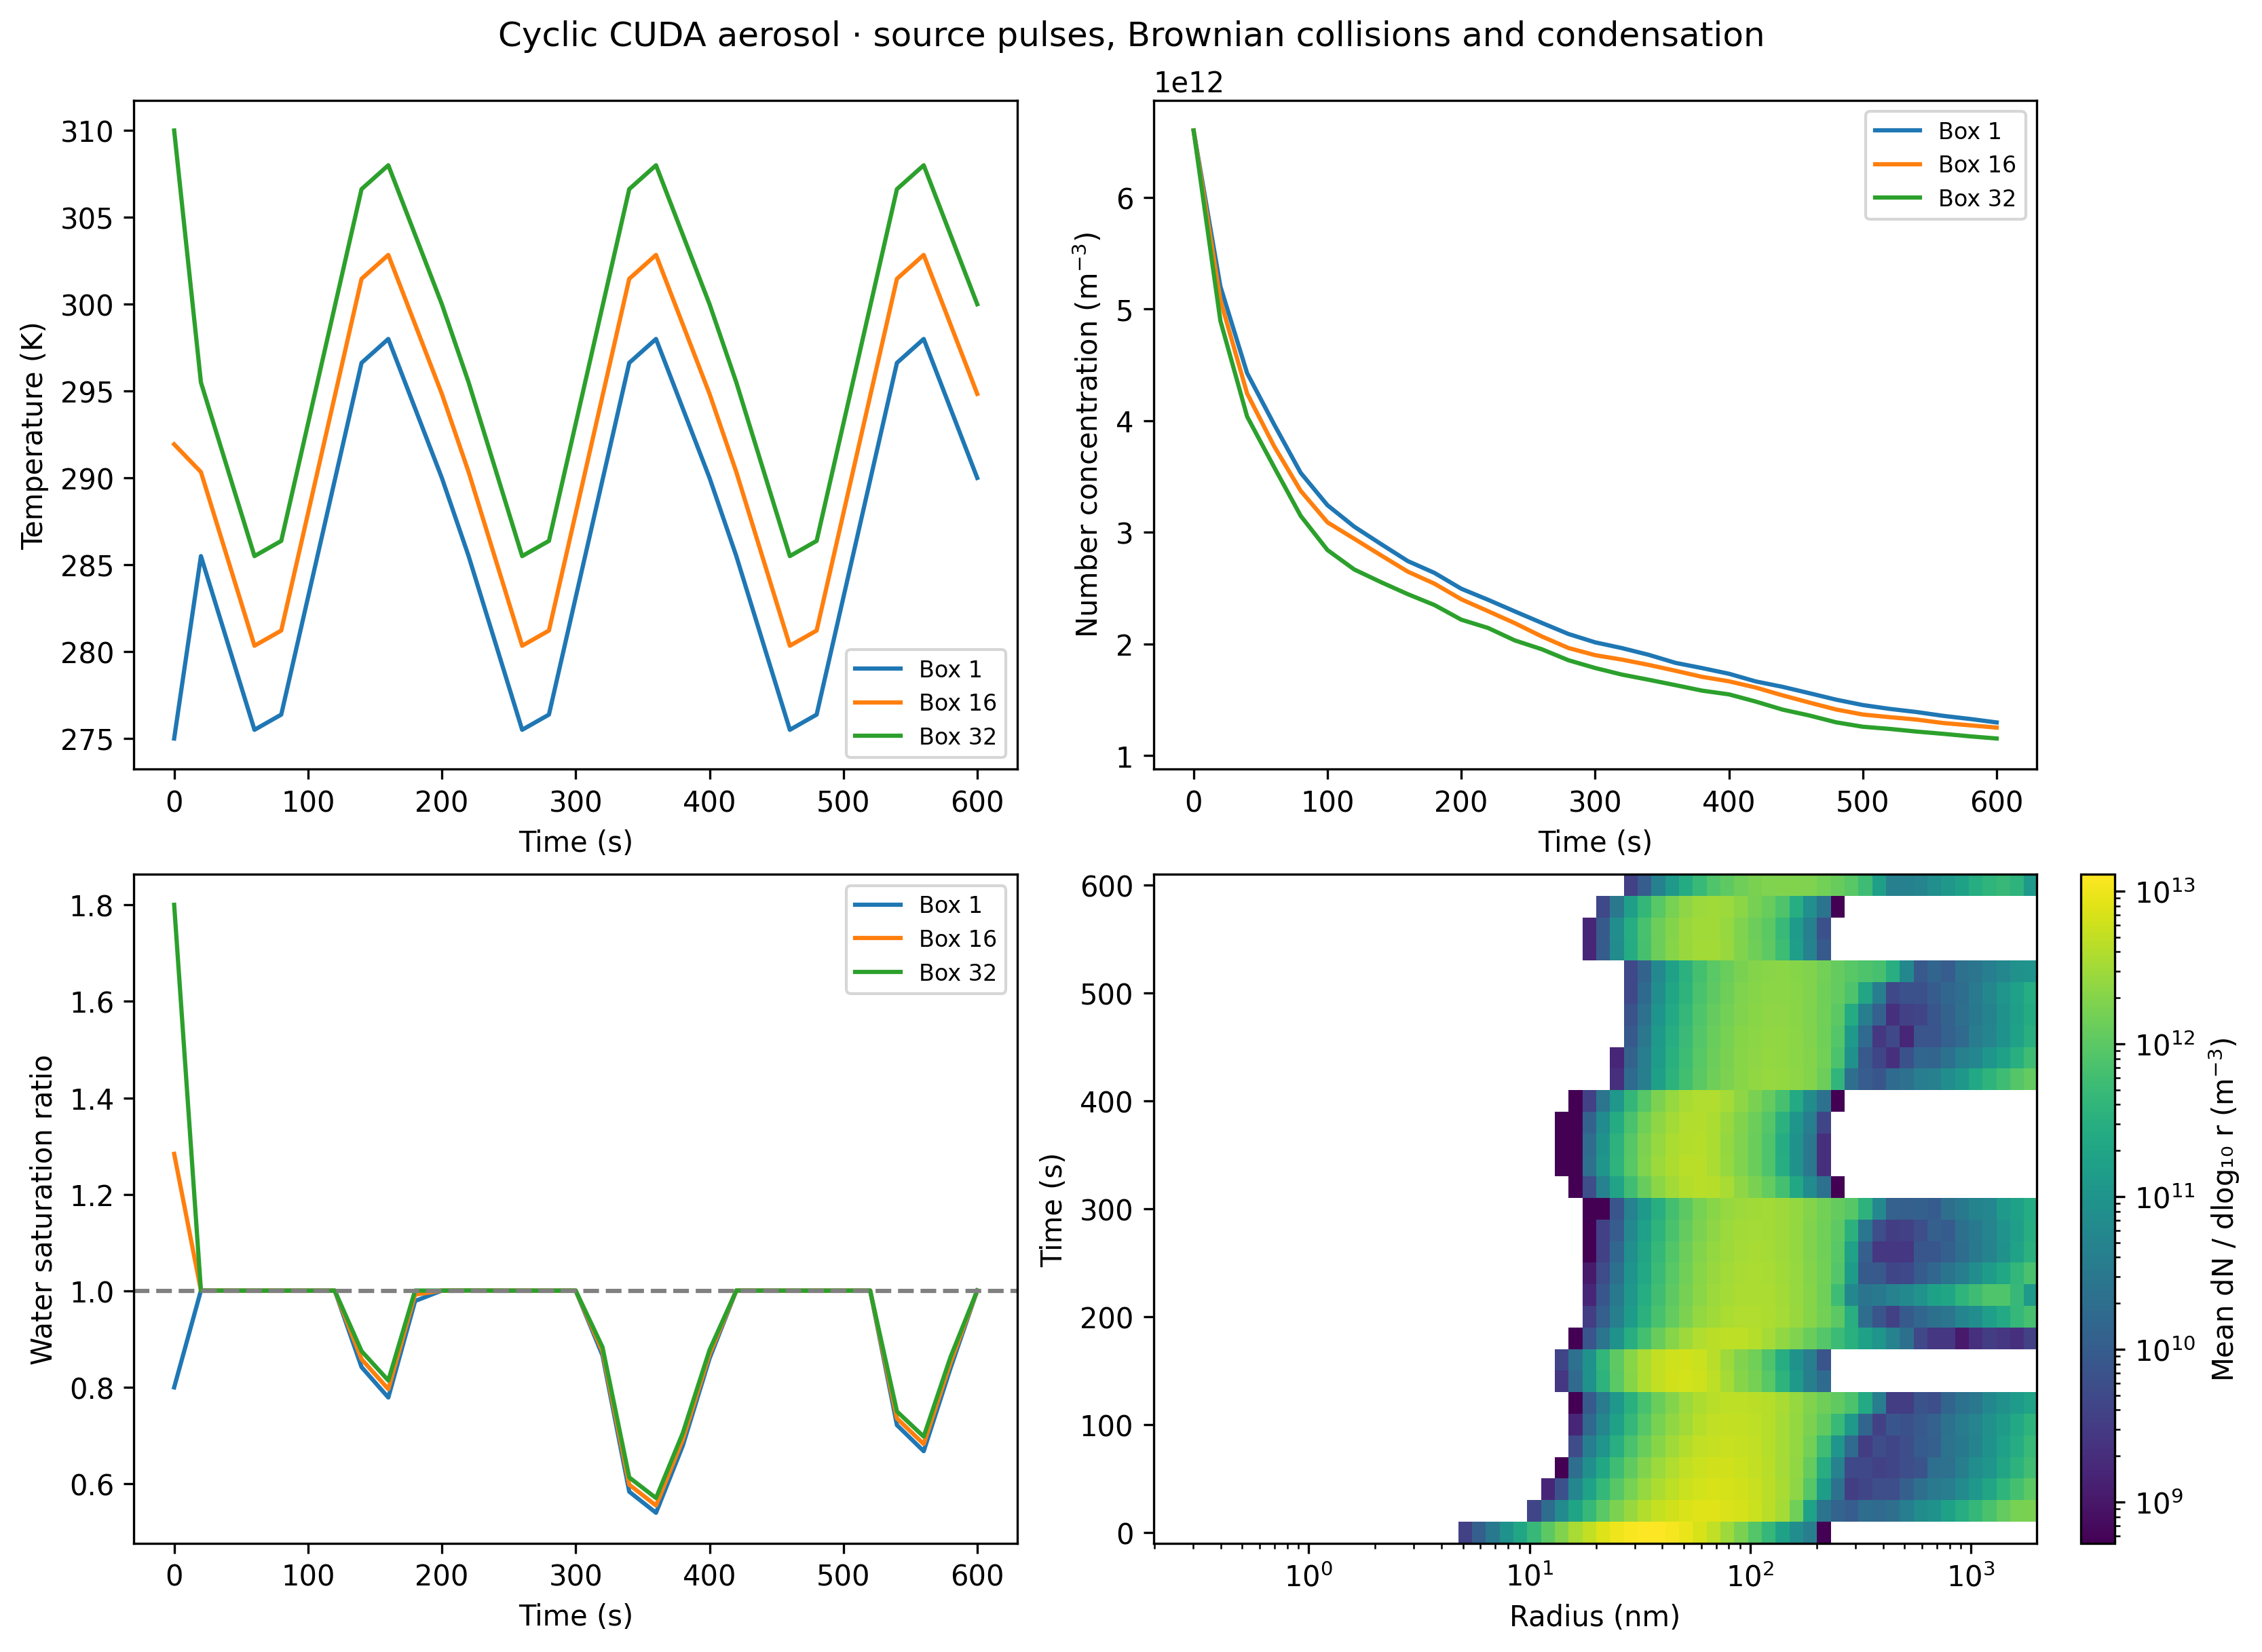 Cyclic CUDA aerosol · source pulses, Brownian collisions and condensation
Temperature (K)
310
305
300
295
290
285
280
275
0 100 200 300 400 500 600
Time (s)
Box 1
Box 16
Box 32
1e12
Number concentration (m⁻³)
6
5
4
3
2
1
0 100 200 300 400 500 600
Time (s)
Box 1
Box 16
Box 32
Water saturation ratio
1.8
1.6
1.4
1.2
1.0
0.8
0.6
0 100 200 300 400 500 600
Time (s)
Box 1
Box 16
Box 32
Time (s)
600
500
400
300
200
100
0
10⁰ 10¹ 10² 10³
Radius (nm)
10¹³
10¹²
10¹¹
10¹⁰
10⁹
Mean dN / dlog₁₀ r (m⁻³)